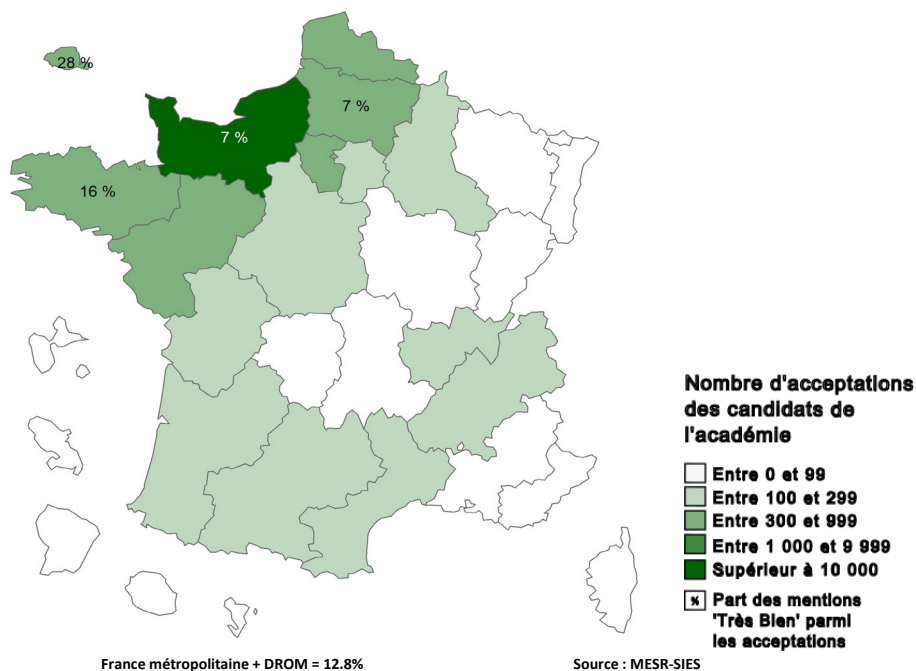 28 %
7 %
7 %
16 %
Nombre d'acceptations
des candidats de
l'académie
Entre 0 et 99
Entre 100 et 299
Entre 300 et 999
Entre 1 000 et 9 999
Supérieur à 10 000
% Part des mentions
'Très Bien' parmi
les acceptations
France métropolitaine + DROM = 12.8% Source : MESR-SIES